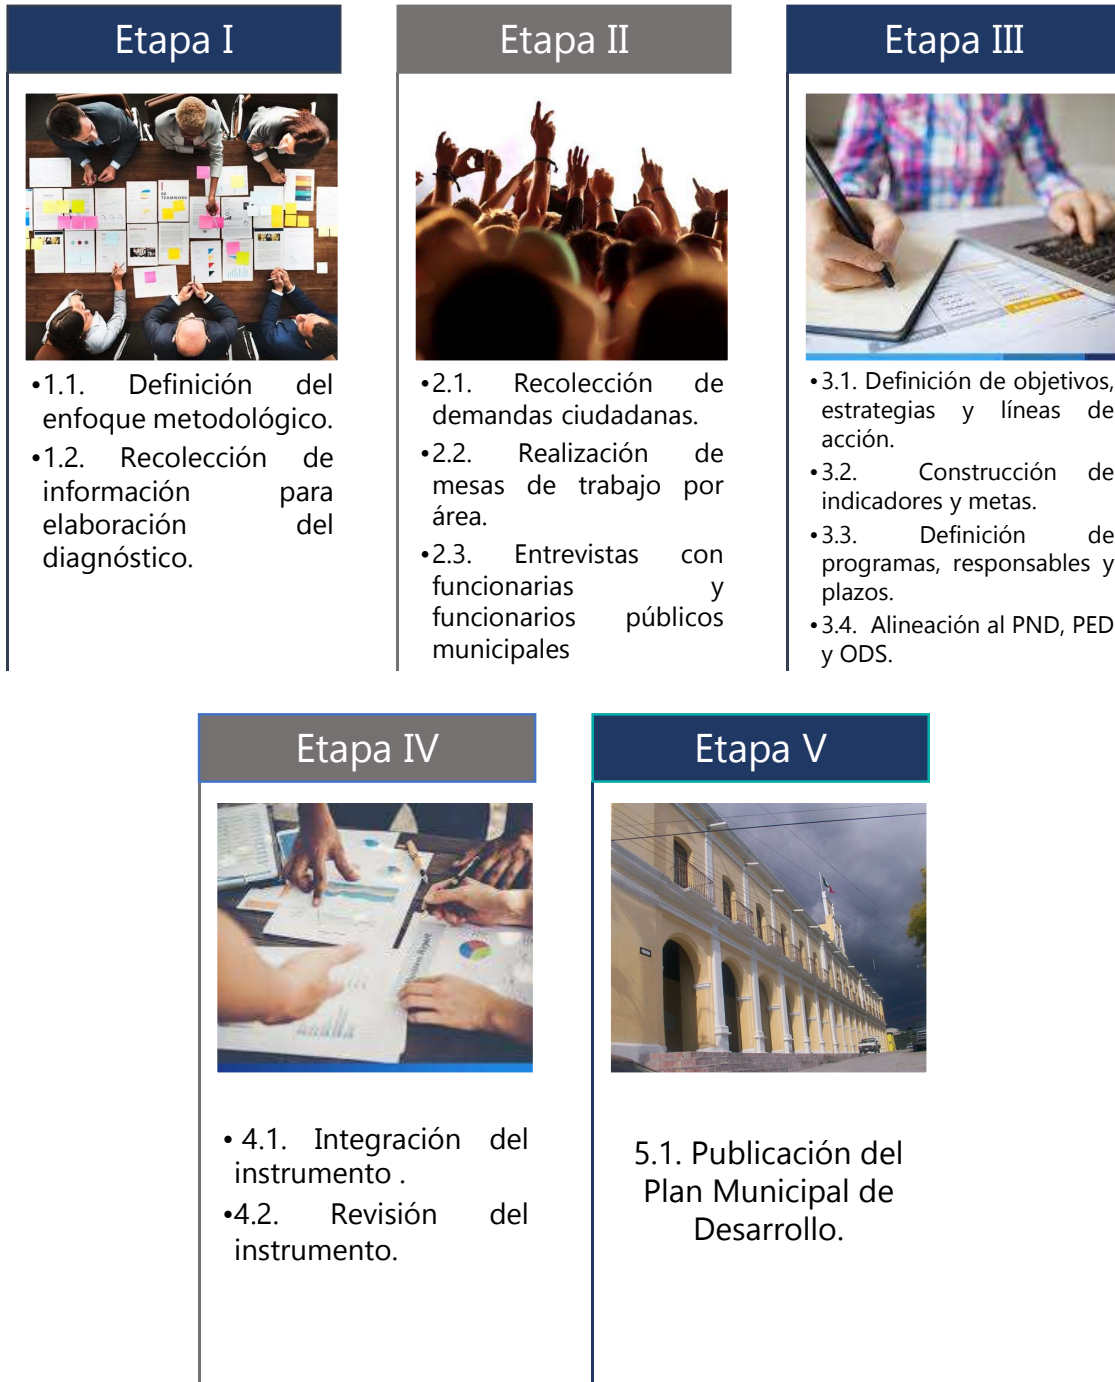 Etapa I
•1.1. Definición del
enfoque metodológico.
•1.2. Recolección de
información para
elaboración del
diagnóstico.
Etapa II
•2.1. Recolección de
demandas ciudadanas.
•2.2. Realización de
mesas de trabajo por
área.
•2.3. Entrevistas con
funcionarias y
funcionarios públicos
municipales
Etapa III
•3.1. Definición de objetivos,
estrategias y líneas de
acción.
•3.2. Construcción de
indicadores y metas.
•3.3. Definición de
programas, responsables y
plazos.
•3.4. Alineación al PND, PED
y ODS.
Etapa IV
• 4.1. Integración del
instrumento .
•4.2. Revisión del
instrumento.
Etapa V
5.1. Publicación del
Plan Municipal de
Desarrollo.